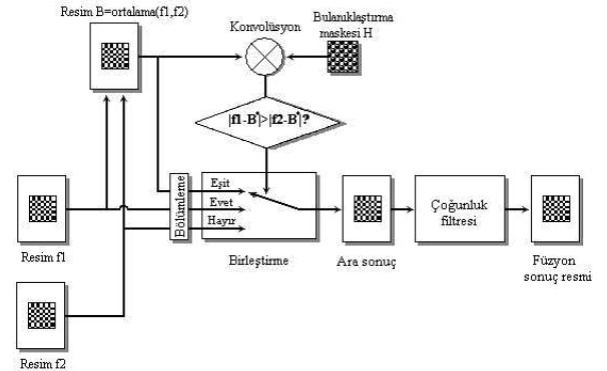 Resim B=ortalama(f1,f2)
Konvolüsyon
Bulanıklaştırma
maskesi H
|f1-B'|>|f2-B'|?
Bölümleme
Eşit
Evet
Hayır
Çoğunluk
filtresi
Resim f1
Birleştirme
Ara sonuç
Füzyon
sonuç resmi
Resim f2